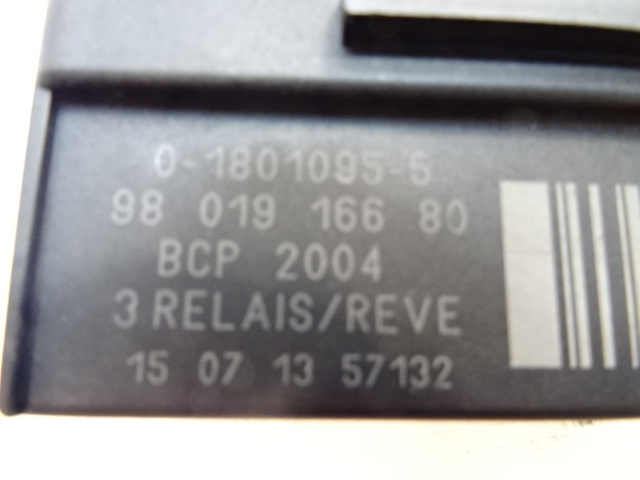 0-1801095-5
98 019 166 80
BCP 2004
3 RELAIS/REVE
15 07 13 57132